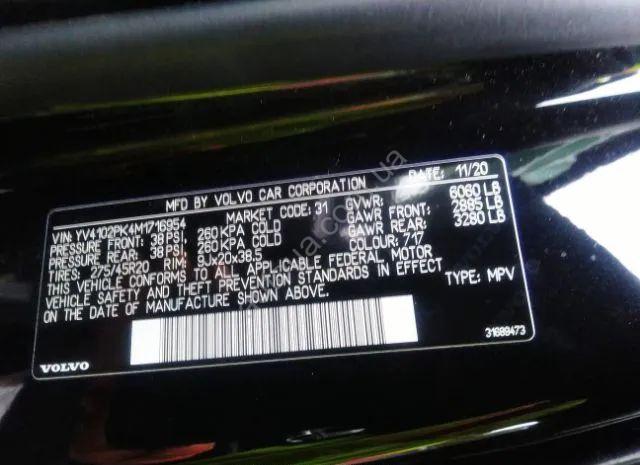 MFD BY VOLVO CAR CORPORATION DATE: 11/20
VIN: YV4102PK4M1716954 MARKET CODE: 31 GVWR: 6060 LB
PRESSURE FRONT: 38 PSI, 260 KPA COLD GAWR FRONT: 2885 LB
PRESSURE REAR: 38 PSI, 260 KPA COLD GAWR REAR: 3280 LB
TIRES: 275/45R20 RIMS: 9JX20X38.5 COLOUR: 717
THIS VEHICLE CONFORMS TO ALL APPLICABLE FEDERAL MOTOR
VEHICLE SAFETY AND THEFT PREVENTION STANDARDS IN EFFECT
ON THE DATE OF MANUFACTURE SHOWN ABOVE. TYPE: MPV
31689473
VOLVO